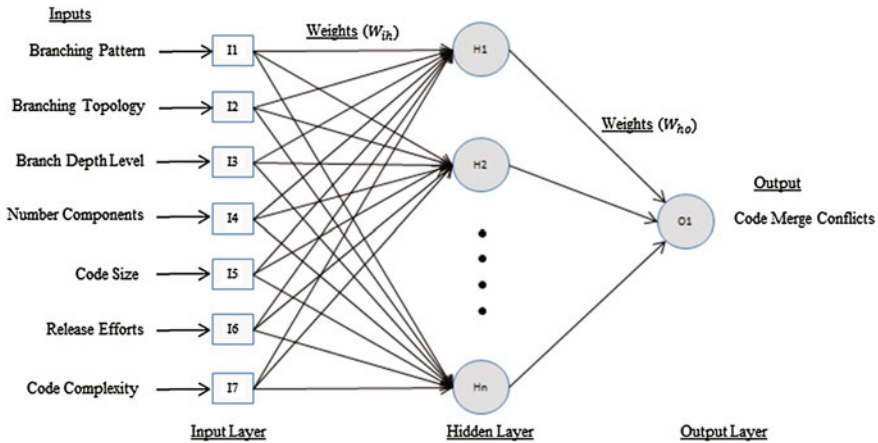 Inputs
Weights (Wih)
Branching Pattern
I1
H1
Branching Topology
I2
Weights (Who)
Branch Depth Level
I3
H2
Output
Number Components
I4
O1
Code Merge Conflicts
Code Size
I5
Release Efforts
I6
Code Complexity
I7
Hn
Input Layer
Hidden Layer
Output Layer